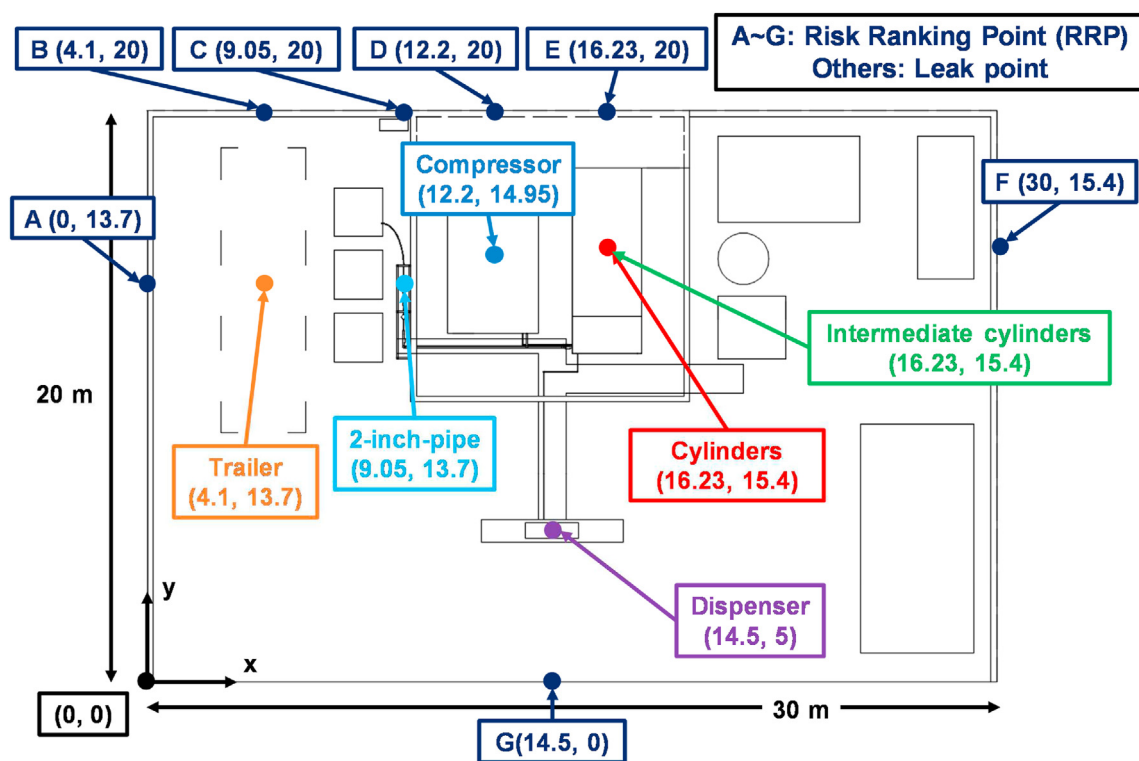 B (4.1, 20)
C (9.05, 20)
D (12.2, 20)
E (16.23, 20)
A~G: Risk Ranking Point (RRP)
Others: Leak point
Compressor
(12.2, 14.95)
F (30, 15.4)
A (0, 13.7)
Intermediate cylinders
(16.23, 15.4)
20 m
Trailer
(4.1, 13.7)
2-inch-pipe
(9.05, 13.7)
Cylinders
(16.23, 15.4)
y
Dispenser
(14.5, 5)
x
(0, 0)
30 m
G(14.5, 0)